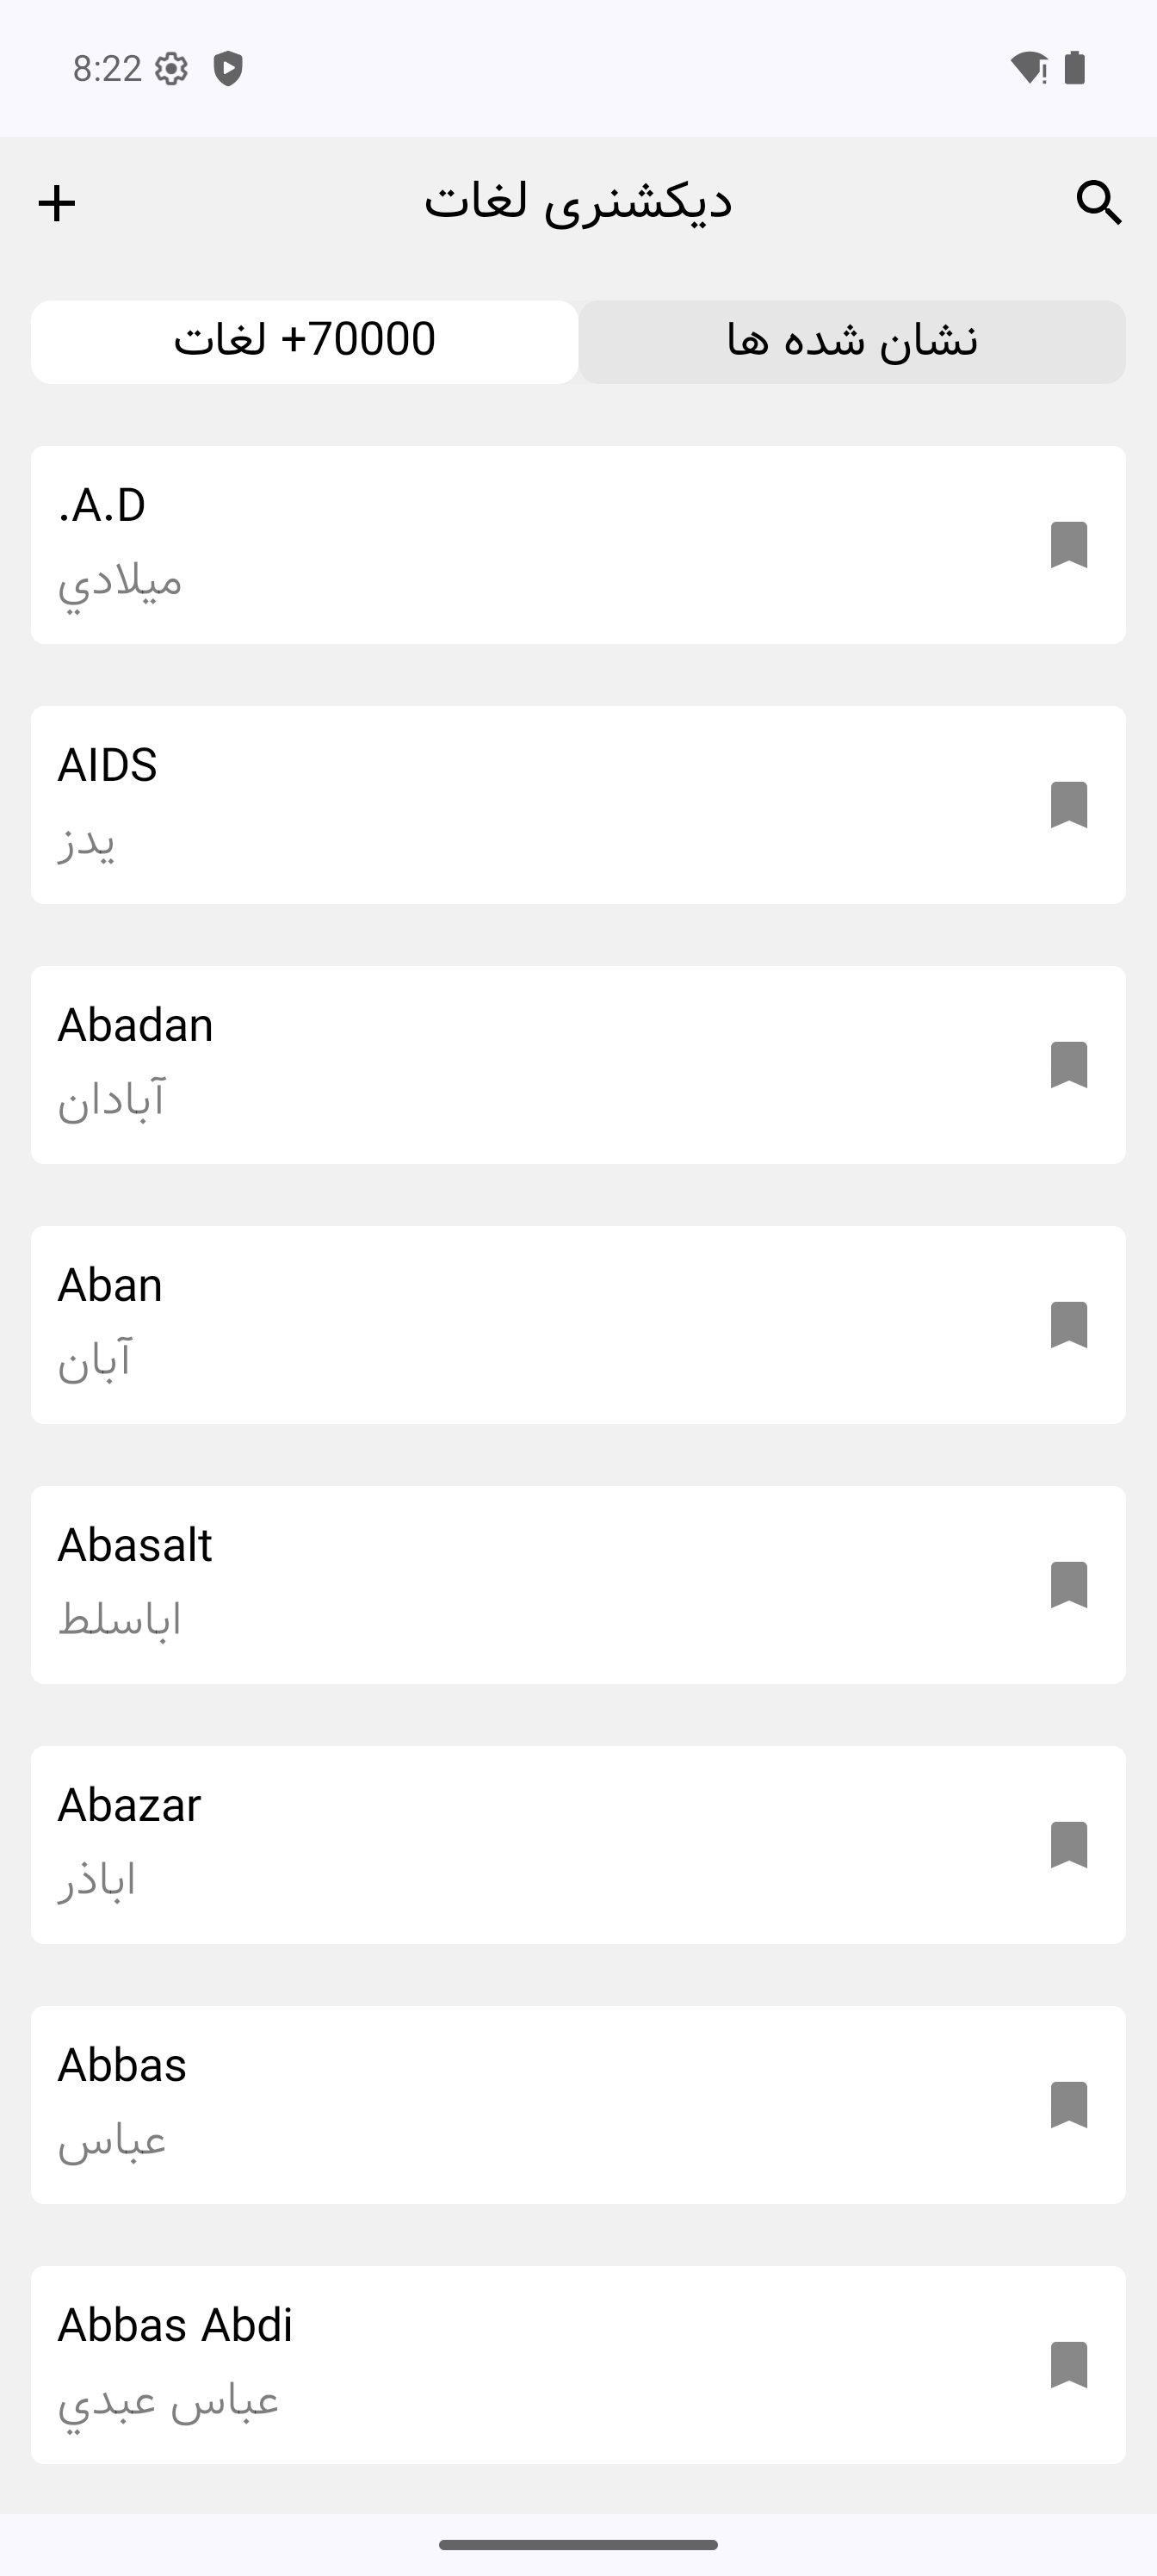 8:22
دیکشنری لغات
70000+ لغات
نشان شده ها
.A.D
ميلادي
AIDS
يدز
Abadan
آبادان
Aban
آبان
Abasalt
اباسلط
Abazar
اباذر
Abbas
عباس
Abbas Abdi
عباس عبدي